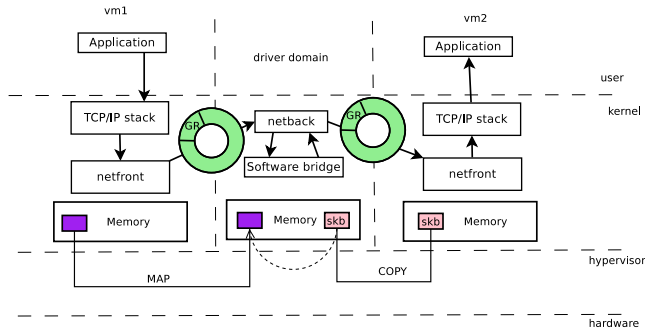 vm1
vm2
Application
driver domain
Application
user
kernel
TCP/IP stack
GR
netback
GR
TCP/IP stack
netfront
Software bridge
netfront
Memory
Memory
skb
skb
Memory
hypervisor
MAP
COPY
hardware